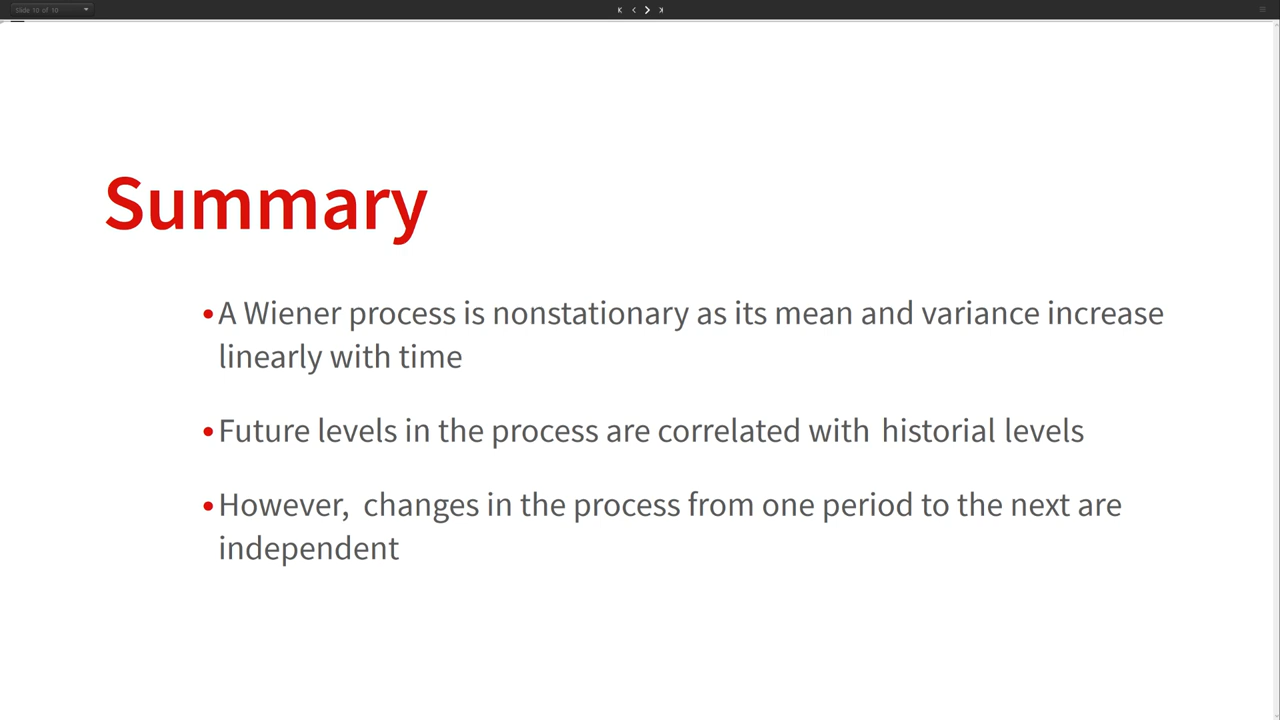 Slide 10 of 10
Summary
•A Wiener process is nonstationary as its mean and variance increase
linearly with time
•Future levels in the process are correlated with historial levels
•However, changes in the process from one period to the next are
independent